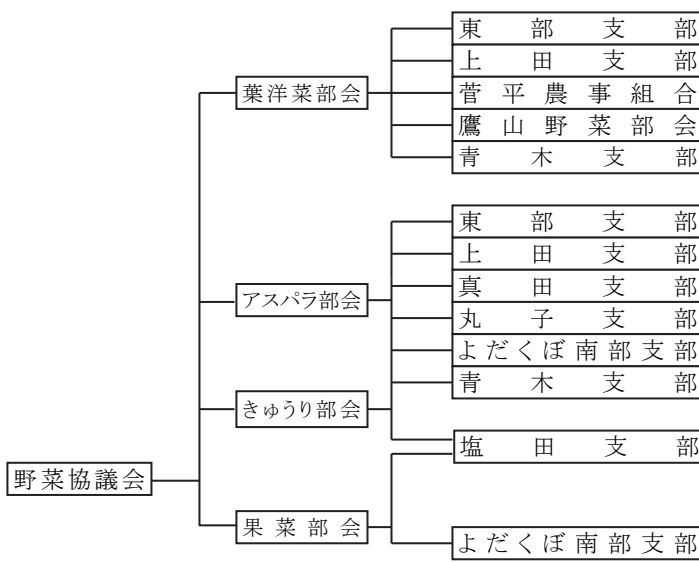 東部支部
上田支部
葉洋菜部会
菅平農事組合
鷹山野菜部会
青木支部
東部支部
上田支部
アスパラ部会
真田支部
丸子支部
よだくぼ南部支部
青木支部
きゅうり部会
塩田支部
野菜協議会
果菜部会
よだくぼ南部支部